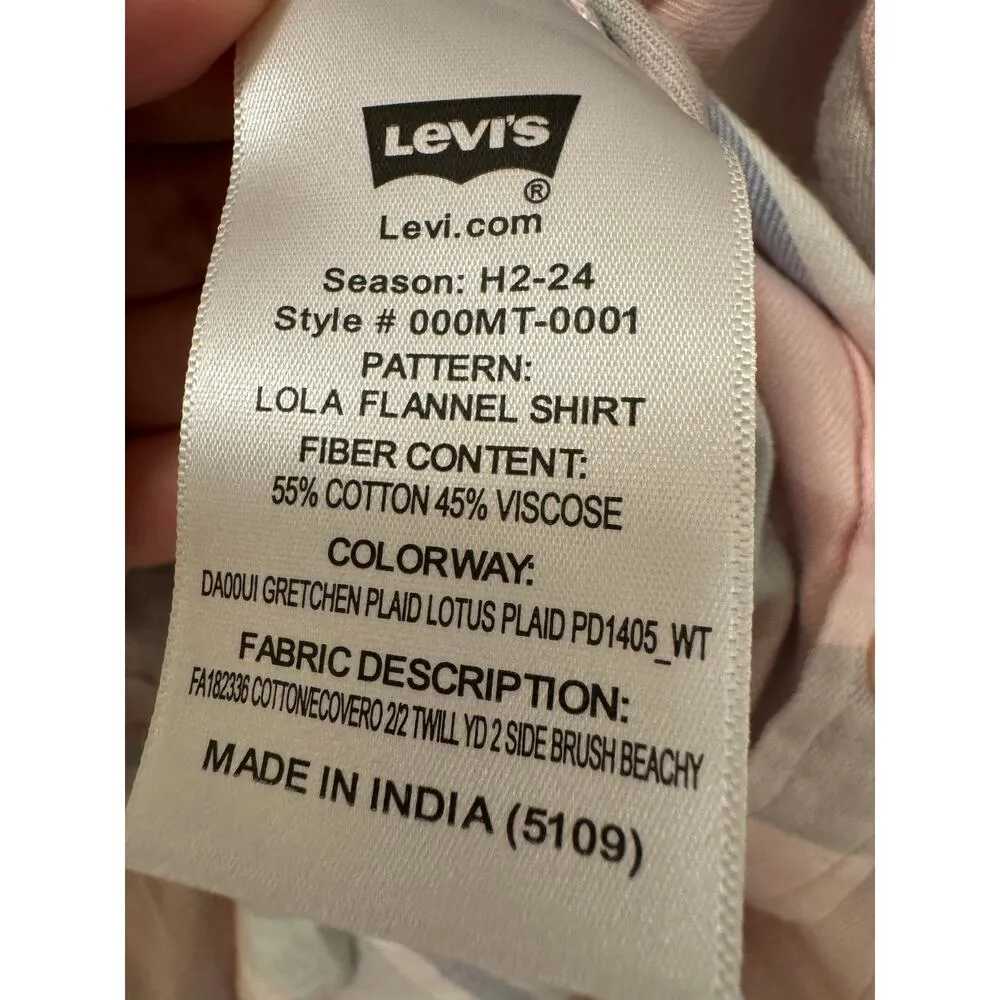 LEVI'S
®
Levi.com
Season: H2-24
Style # 000MT-0001
PATTERN:
LOLA FLANNEL SHIRT
FIBER CONTENT:
55% COTTON 45% VISCOSE
COLORWAY:
DA00UI GRETCHEN PLAID LOTUS PLAID PD1405_WT
FABRIC DESCRIPTION:
FA182336 COTTON/ECOVERO 2/2 TWILL YD 2 SIDE BRUSH BEACHY
MADE IN INDIA (5109)